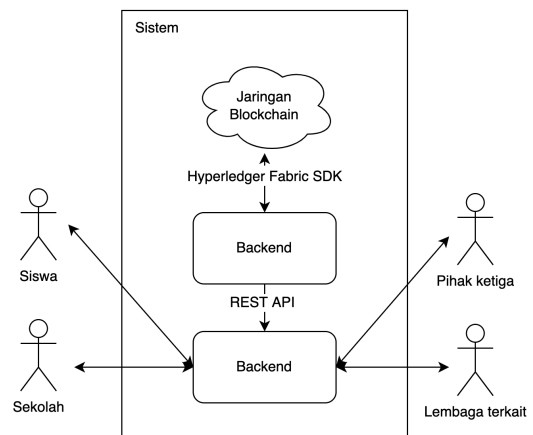 Sistem
Jaringan
Blockchain
Hyperledger Fabric SDK
Backend
Siswa
Pihak ketiga
REST API
Backend
Sekolah
Lembaga terkait